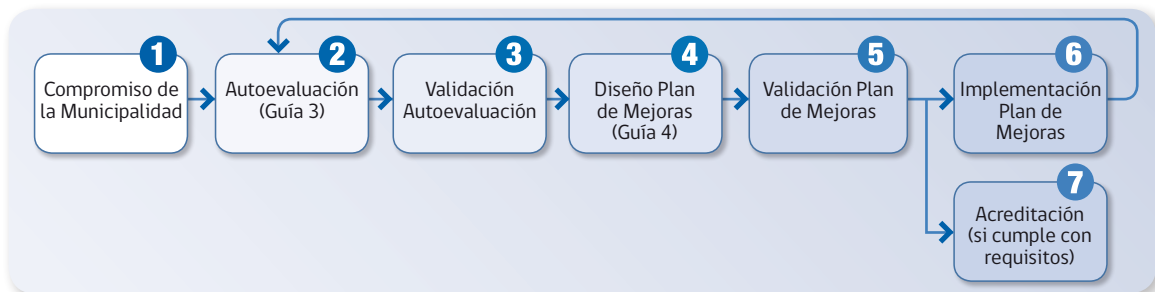 1
Compromiso de
la Municipalidad
2
Autoevaluación
(Guía 3)
3
Validación
Autoevaluación
4
Diseño Plan
de Mejoras
(Guía 4)
5
Validación Plan
de Mejoras
6
Implementación
Plan de
Mejoras
7
Acreditación
(si cumple con
requisitos)